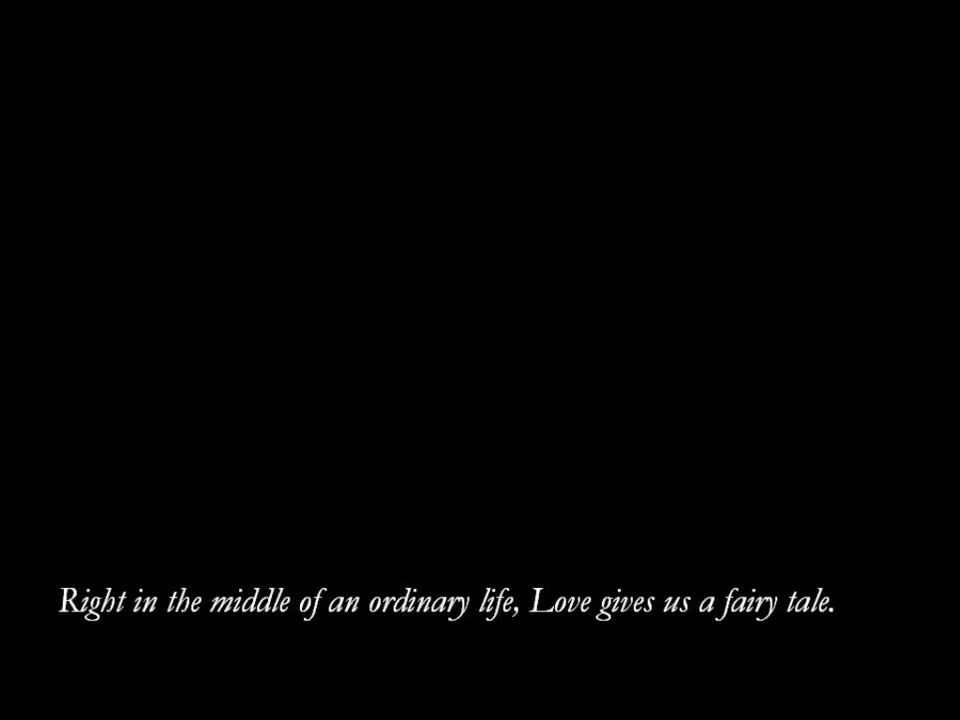 Right in the middle of an ordinary life, Love gives us a fairy tale.